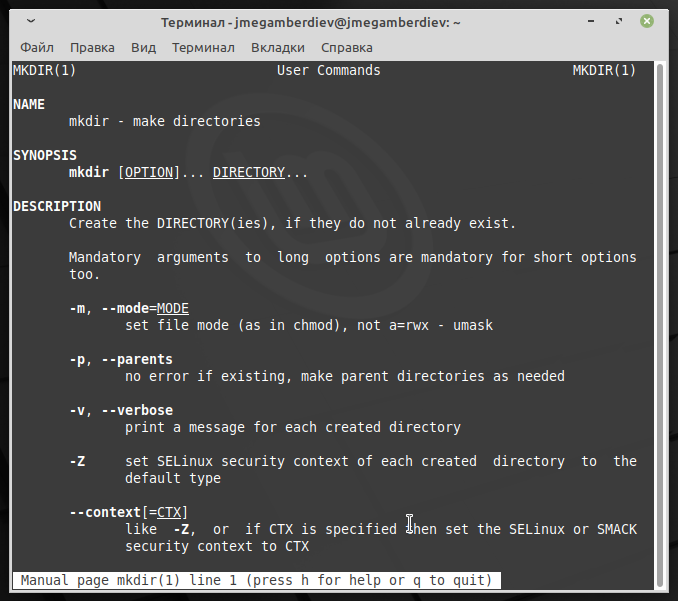 Терминал - jmegamberdiev@jmegamberdiev: ~
Файл Правка Вид Терминал Вкладки Справка
MKDIR(1) User Commands MKDIR(1)
NAME
mkdir - make directories
SYNOPSIS
mkdir [OPTION]... DIRECTORY...
DESCRIPTION
Create the DIRECTORY(ies), if they do not already exist.
Mandatory arguments to long options are mandatory for short options
too.
-m, --mode=MODE
set file mode (as in chmod), not a=rwx - umask
-p, --parents
no error if existing, make parent directories as needed
-v, --verbose
print a message for each created directory
-Z set SELinux security context of each created directory to the
default type
--context[=CTX]
like -Z, or if CTX is specified then set the SELinux or SMACK
security context to CTX
Manual page mkdir(1) line 1 (press h for help or q to quit)